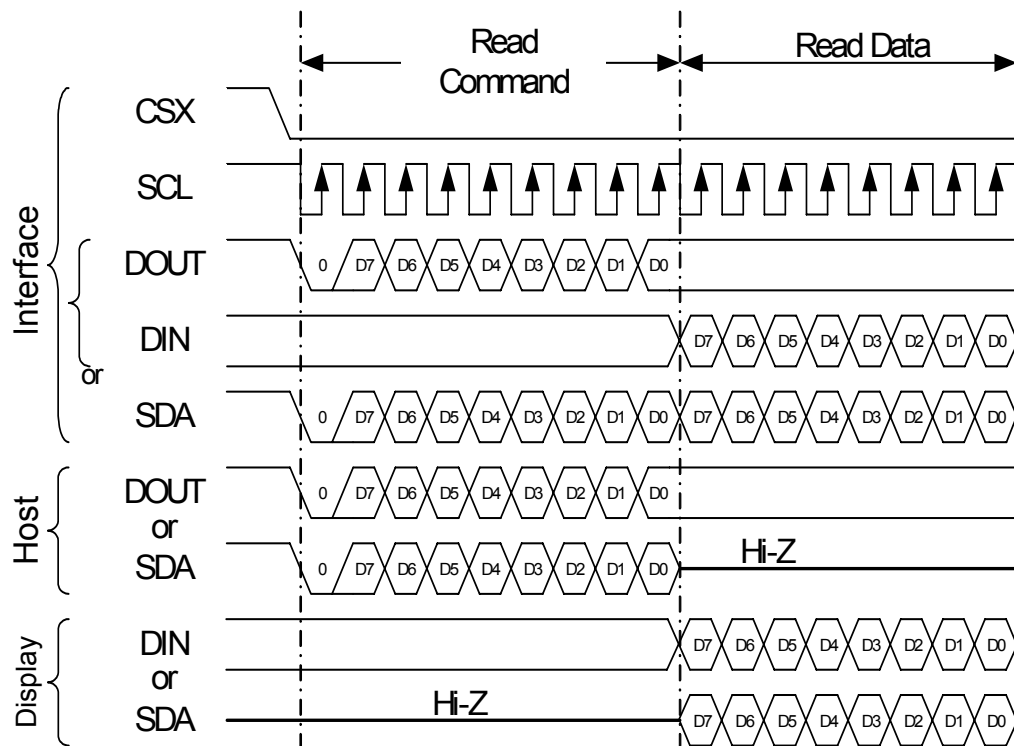 Read
Command
Read Data
Interface
CSX
SCL
DOUT
0 D7 D6 D5 D4 D3 D2 D1 D0
DIN
D7 D6 D5 D4 D3 D2 D1 D0
or
SDA
0 D7 D6 D5 D4 D3 D2 D1 D0 D7 D6 D5 D4 D3 D2 D1 D0
Host
DOUT
0 D7 D6 D5 D4 D3 D2 D1 D0
or
SDA
0 D7 D6 D5 D4 D3 D2 D1 D0
Hi-Z
Display
DIN
D7 D6 D5 D4 D3 D2 D1 D0
or
SDA
Hi-Z
D7 D6 D5 D4 D3 D2 D1 D0